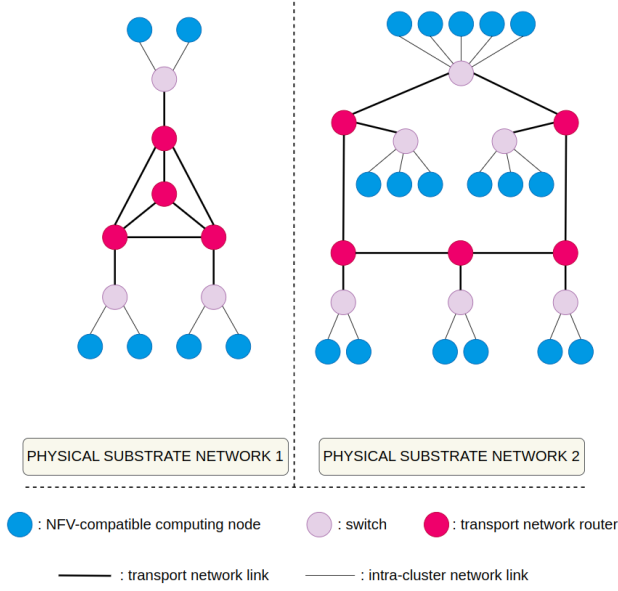 PHYSICAL SUBSTRATE NETWORK 1
PHYSICAL SUBSTRATE NETWORK 2
: NFV-compatible computing node
: switch
: transport network router
: transport network link
: intra-cluster network link